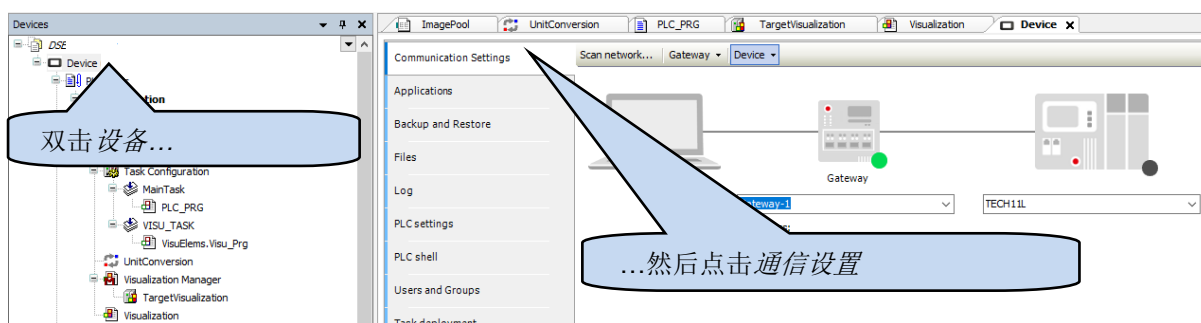 Devices
DSE
Device
双击设备...
Task Configuration
MainTask
PLC_PRG
VISU_TASK
VisuElems.Visu_Prg
UnitConversion
Visualization Manager
TargetVisualization
Visualization
ImagePool UnitConversion PLC_PRG TargetVisualization Visualization Device
Communication Settings
Applications
Backup and Restore
Files
Log
PLC settings
PLC shell
Users and Groups
Task deployment
Scan network... Gateway Device
Gateway
TECH11L
...然后点击通信设置